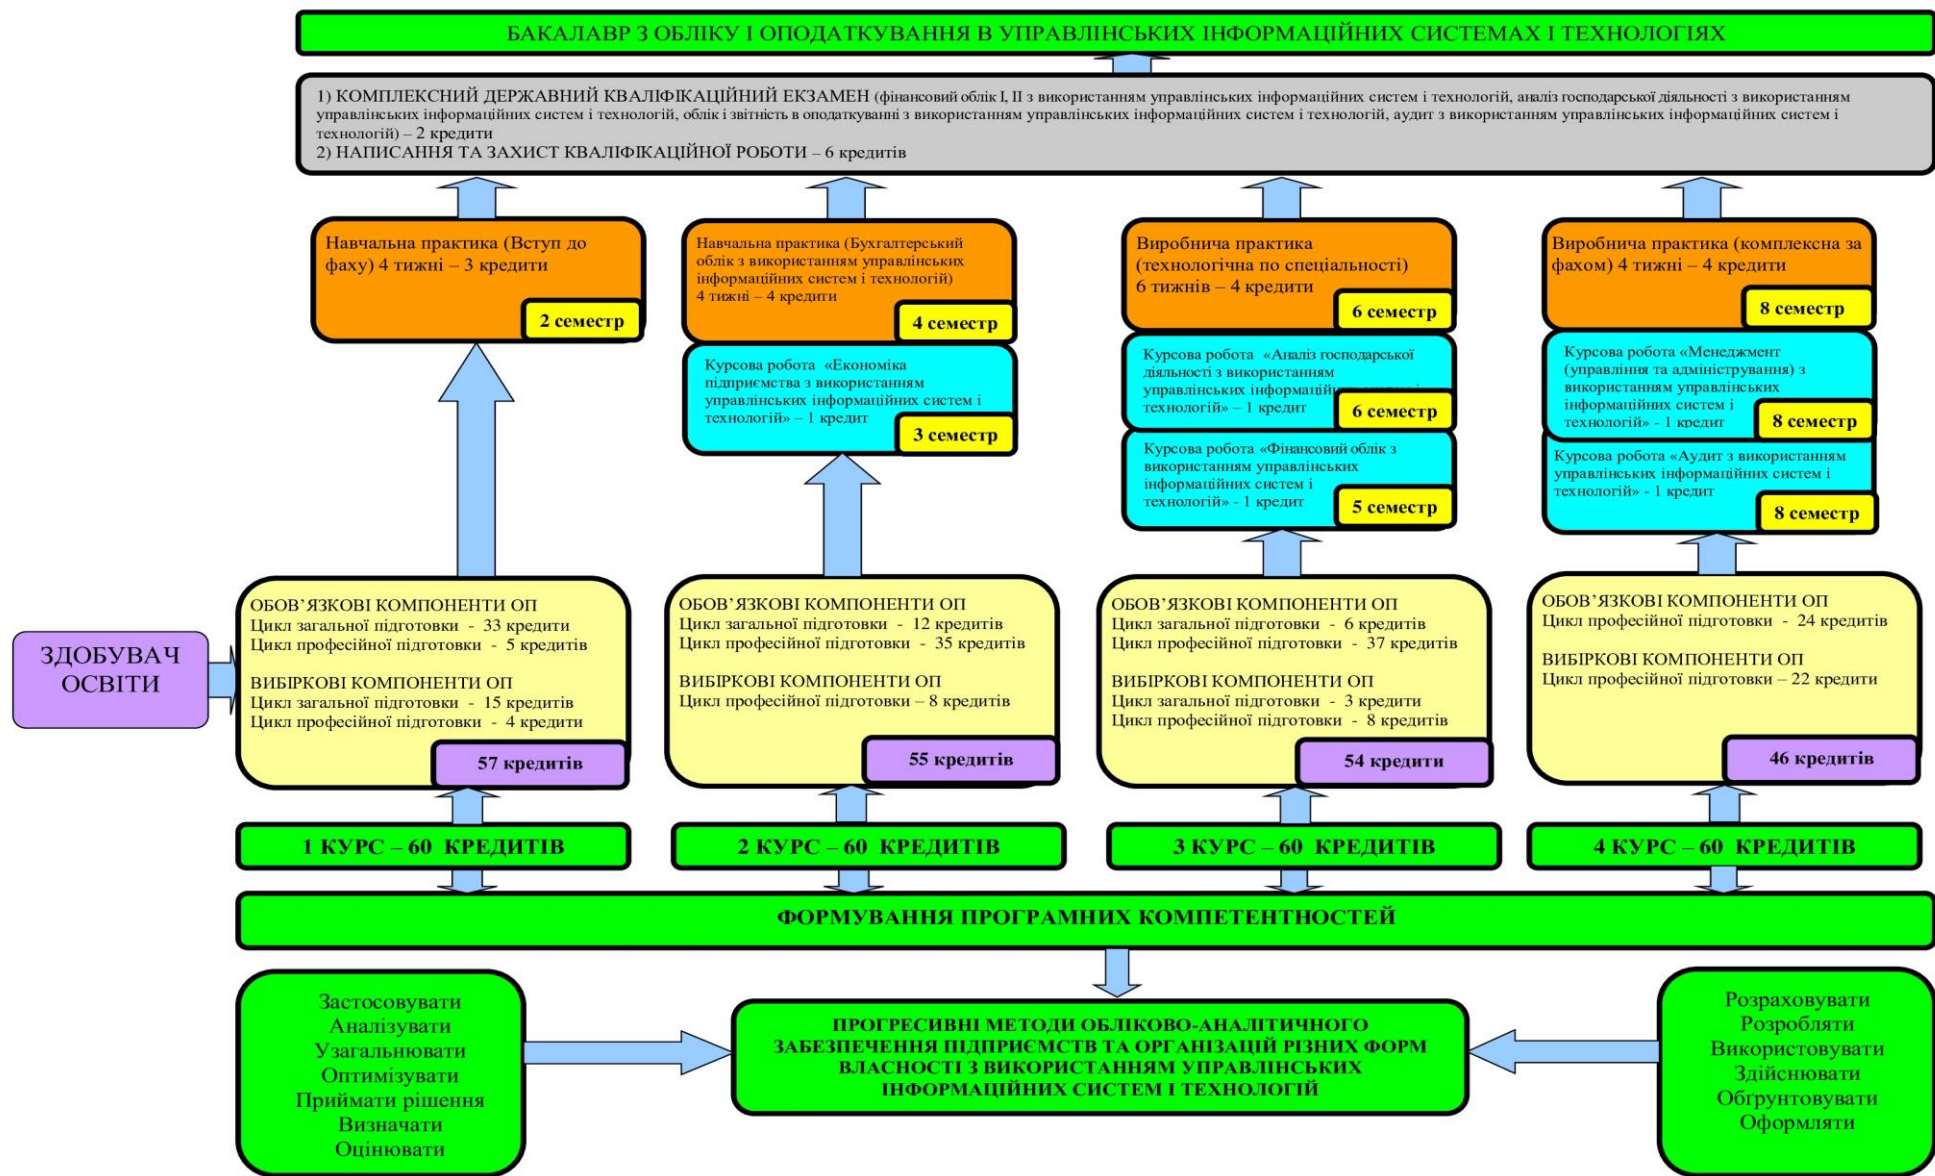 БАКАЛАВР З ОБЛІКУ І ОПОДАТКУВАННЯ В УПРАВЛІНСЬКИХ ІНФОРМАЦІЙНИХ СИСТЕМАХ І ТЕХНОЛОГІЯХ
1) КОМПЛЕКСНИЙ ДЕРЖАВНИЙ КВАЛІФІКАЦІЙНИЙ ЕКЗАМЕН (фінансовий облік І, ІІ з використанням управлінських інформаційних систем і технологій, аналіз господарської діяльності з використанням
управлінських інформаційних систем і технологій, облік і звітність в оподаткуванні з використанням управлінських інформаційних систем і технологій, аудит з використанням управлінських інформаційних систем і
технологій) – 2 кредити
2) НАПИСАННЯ ТА ЗАХИСТ КВАЛІФІКАЦІЙНОЇ РОБОТИ – 6 кредитів
Навчальна практика (Вступ до
фаху) 4 тижні – 3 кредити
2 семестр
Навчальна практика (Бухгалтерський
облік з використанням управлінських
інформаційних систем і технологій)
4 тижні – 4 кредити
4 семестр
Виробнича практика
(технологічна по спеціальності)
6 тижнів – 4 кредити
6 семестр
Виробнича практика (комплексна за
фахом) 4 тижні – 4 кредити
8 семестр
Курсова робота «Економіка
підприємства з використанням
управлінських інформаційних систем і
технологій» – 1 кредит
3 семестр
Курсова робота «Аналіз господарської
діяльності з використанням
управлінських інформаційних систем і
технологій» – 1 кредит
6 семестр
Курсова робота «Менеджмент
(управління та адміністрування) з
використанням управлінських
інформаційних систем і
технологій» - 1 кредит
8 семестр
Курсова робота «Фінансовий облік з
використанням управлінських
інформаційних систем і
технологій» - 1 кредит
5 семестр
Курсова робота «Аудит з використанням
управлінських інформаційних систем і
технологій» - 1 кредит
8 семестр
ЗДОБУВАЧ
ОСВІТИ
ОБОВ’ЯЗКОВІ КОМПОНЕНТИ ОП
Цикл загальної підготовки - 33 кредити
Цикл професійної підготовки - 5 кредитів
ВИБІРКОВІ КОМПОНЕНТИ ОП
Цикл загальної підготовки - 15 кредитів
Цикл професійної підготовки - 4 кредити
57 кредитів
ОБОВ’ЯЗКОВІ КОМПОНЕНТИ ОП
Цикл загальної підготовки - 12 кредитів
Цикл професійної підготовки - 35 кредитів
ВИБІРКОВІ КОМПОНЕНТИ ОП
Цикл професійної підготовки – 8 кредитів
55 кредитів
ОБОВ’ЯЗКОВІ КОМПОНЕНТИ ОП
Цикл загальної підготовки - 6 кредитів
Цикл професійної підготовки - 37 кредитів
ВИБІРКОВІ КОМПОНЕНТИ ОП
Цикл загальної підготовки - 3 кредити
Цикл професійної підготовки - 8 кредитів
54 кредити
ОБОВ’ЯЗКОВІ КОМПОНЕНТИ ОП
Цикл професійної підготовки - 24 кредитів
ВИБІРКОВІ КОМПОНЕНТИ ОП
Цикл професійної підготовки – 22 кредити
46 кредитів
1 КУРС – 60 КРЕДИТІВ
2 КУРС – 60 КРЕДИТІВ
3 КУРС – 60 КРЕДИТІВ
4 КУРС – 60 КРЕДИТІВ
ФОРМУВАННЯ ПРОГРАМНИХ КОМПЕТЕНТНОСТЕЙ
Застосовувати
Аналізувати
Узагальнювати
Оптимізувати
Приймати рішення
Визначати
Оцінювати
ПРОГРЕСИВНІ МЕТОДИ ОБЛІКОВО-АНАЛІТИЧНОГО
ЗАБЕЗПЕЧЕННЯ ПІДПРИЄМСТВ ТА ОРГАНІЗАЦІЙ РІЗНИХ ФОРМ
ВЛАСНОСТІ З ВИКОРИСТАННЯМ УПРАВЛІНСЬКИХ
ІНФОРМАЦІЙНИХ СИСТЕМ І ТЕХНОЛОГІЙ
Розраховувати
Розробляти
Використовувати
Здійснювати
Обґрунтовувати
Оформляти